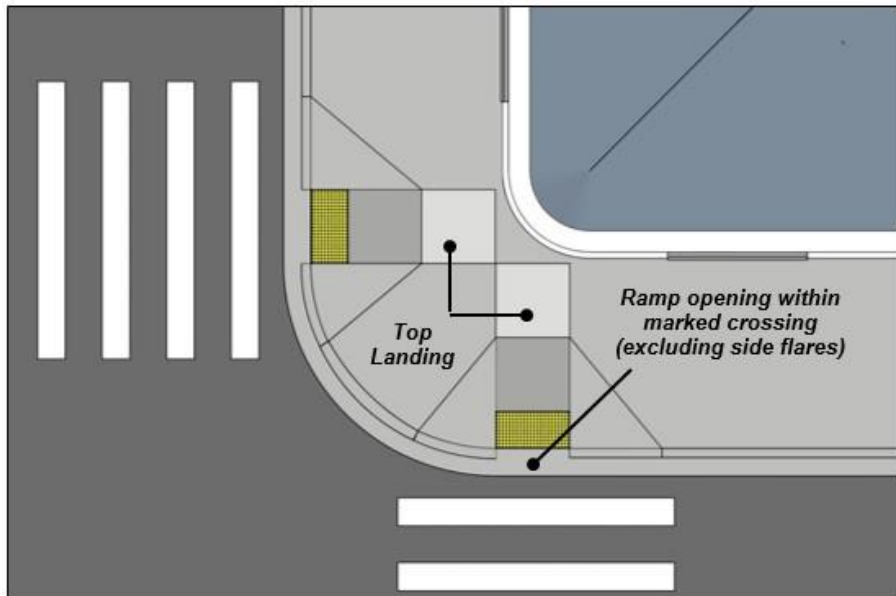 Top
Landing
Ramp opening within
marked crossing
(excluding side flares)